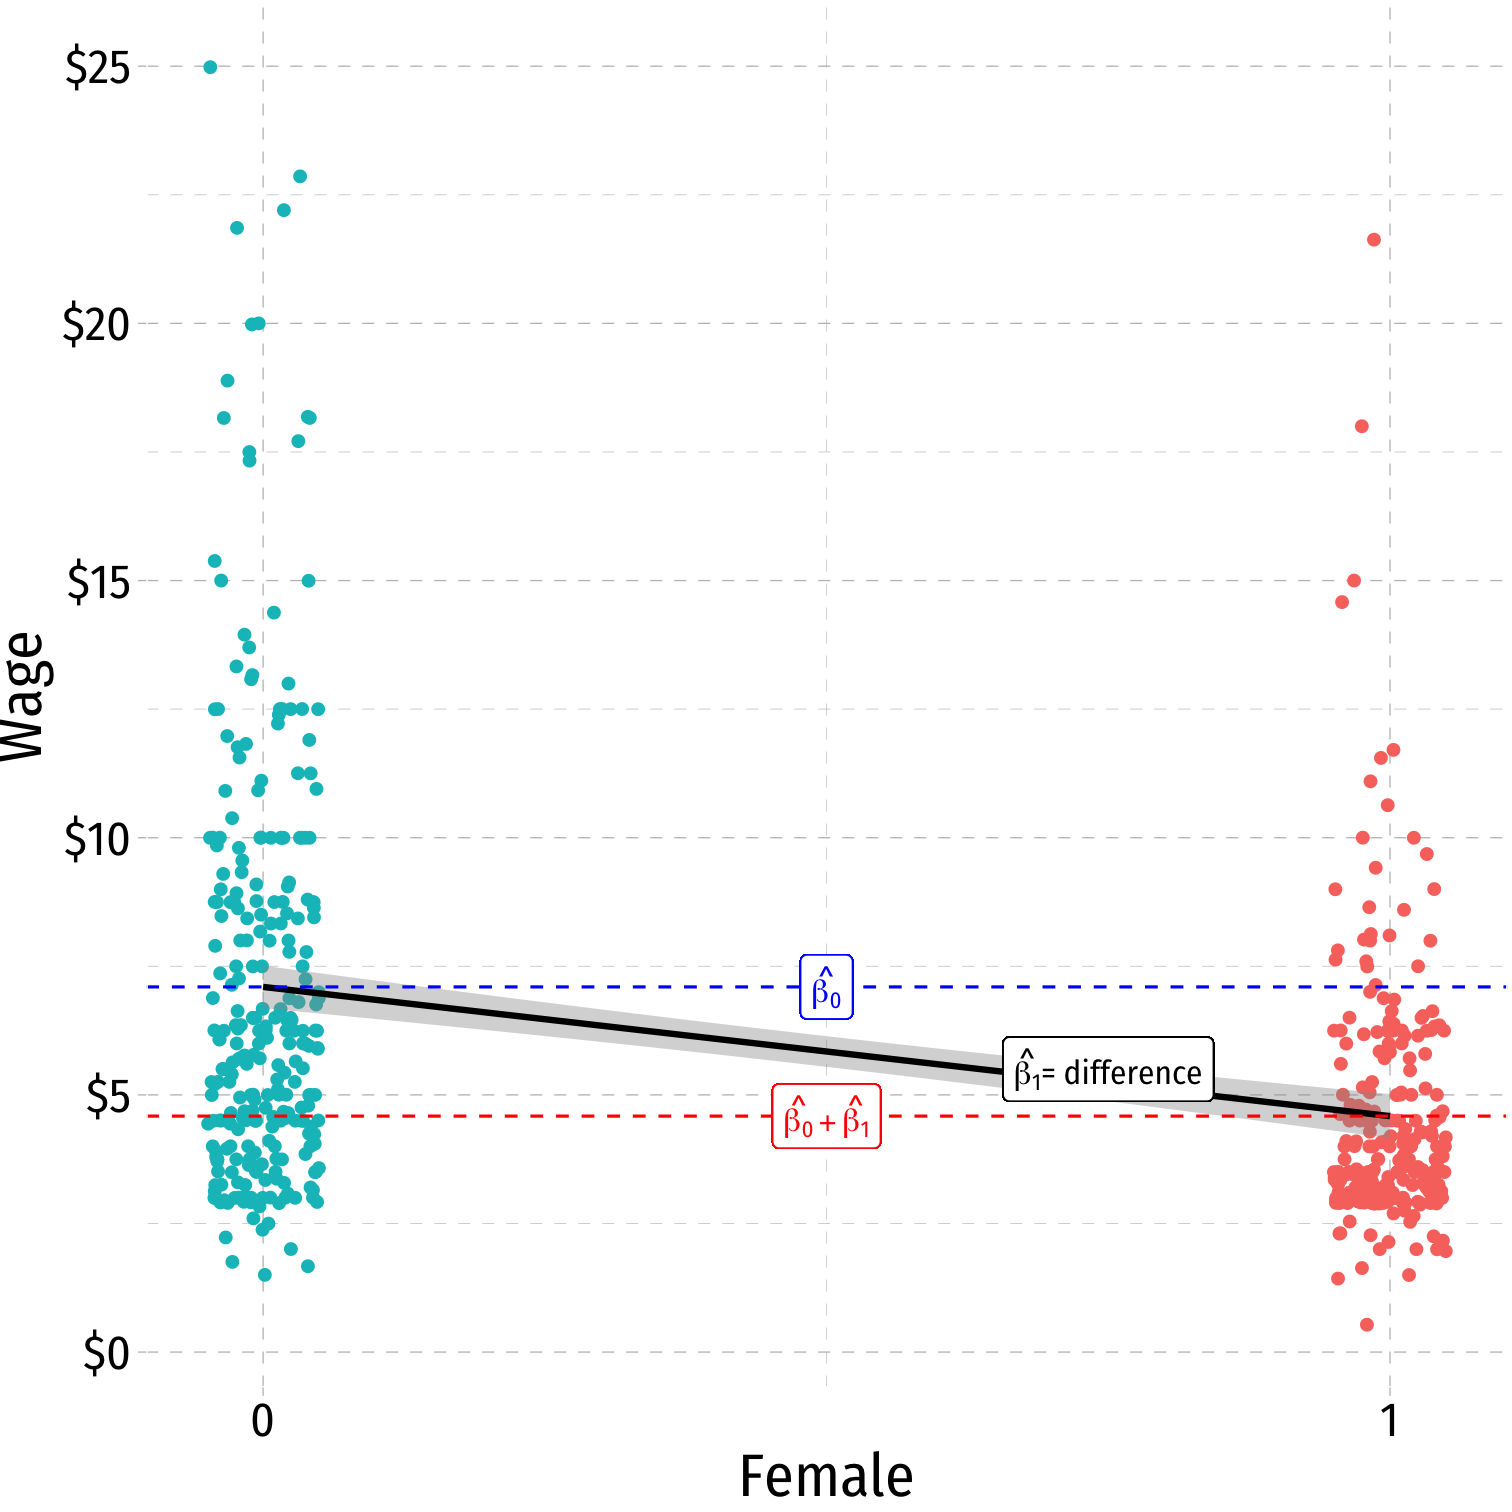 $25
$20
$15
$10
$5
$0
Wage
β̂₀
β̂₁= difference
β̂₀ + β̂₁
0
1
Female